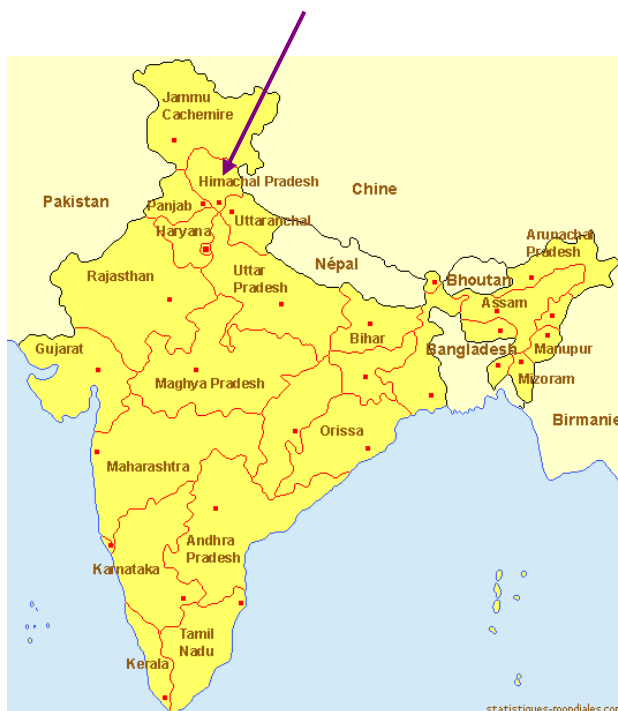 Jammu
Cachemire
Himachal Pradesh
Chine
Pakistan
Panjab
Uttaranchal
Haryana
Arunachal
Pradesh
Népal
Rajasthan
Uttar
Pradesh
Bhoutan
Assam
Gujarat
Bihar
Bangladesh
Manupur
Maghya Pradesh
Mizoram
Birmanie
Orissa
Maharashtra
Andhra
Pradesh
Karnataka
Tamil
Nadu
Kerala
statistiques-mondiales.com